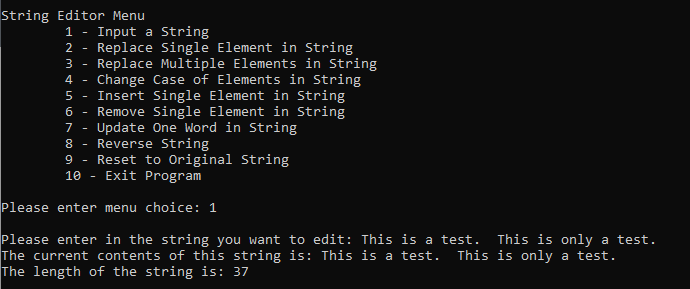 String Editor Menu
1 - Input a String
2 - Replace Single Element in String
3 - Replace Multiple Elements in String
4 - Change Case of Elements in String
5 - Insert Single Element in String
6 - Remove Single Element in String
7 - Update One Word in String
8 - Reverse String
9 - Reset to Original String
10 - Exit Program
Please enter menu choice: 1
Please enter in the string you want to edit: This is a test.  This is only a test.
The current contents of this string is: This is a test.  This is only a test.
The length of the string is: 37